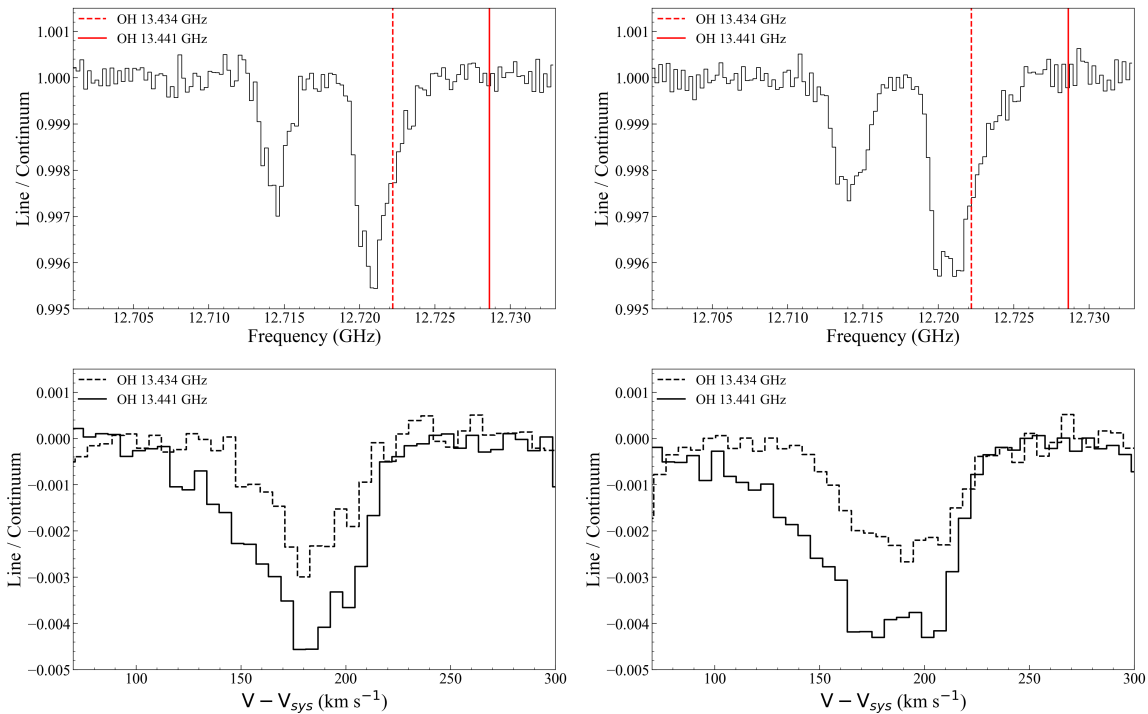 OH 13.434 GHz
OH 13.441 GHz
1.001
1.000
0.999
0.998
0.997
0.996
0.995
Line / Continuum
12.705 12.710 12.715 12.720 12.725 12.730
Frequency (GHz)
OH 13.434 GHz
OH 13.441 GHz
1.001
1.000
0.999
0.998
0.997
0.996
0.995
Line / Continuum
12.705 12.710 12.715 12.720 12.725 12.730
Frequency (GHz)
OH 13.434 GHz
OH 13.441 GHz
0.001
0.000
−0.001
−0.002
−0.003
−0.004
−0.005
Line / Continuum
100 150 200 250 300
V − V_sys (km s⁻¹)
OH 13.434 GHz
OH 13.441 GHz
0.001
0.000
−0.001
−0.002
−0.003
−0.004
−0.005
Line / Continuum
100 150 200 250 300
V − V_sys (km s⁻¹)